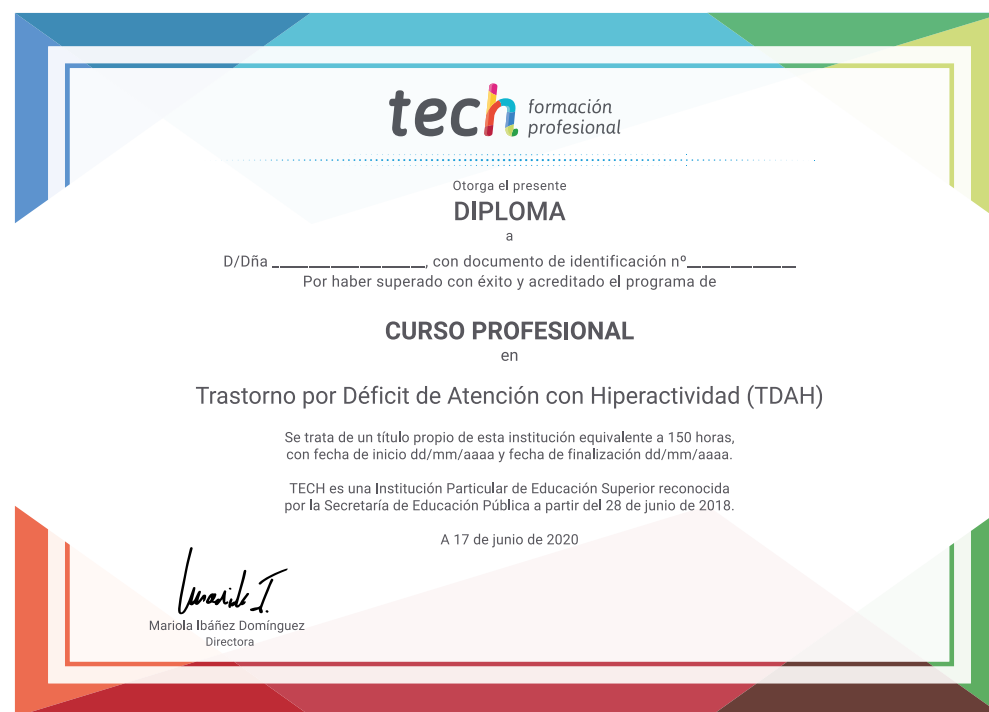 tech formación
profesional
Otorga el presente
DIPLOMA
a
D/Dña ____________________, con documento de identificación nº______________
Por haber superado con éxito y acreditado el programa de
CURSO PROFESIONAL
en
Trastorno por Déficit de Atención con Hiperactividad (TDAH)
Se trata de un título propio de esta institución equivalente a 150 horas,
con fecha de inicio dd/mm/aaaa y fecha de finalización dd/mm/aaaa.
TECH es una Institución Particular de Educación Superior reconocida
por la Secretaría de Educación Pública a partir del 28 de junio de 2018.
A 17 de junio de 2020
Mariola Ibáñez Domínguez
Directora